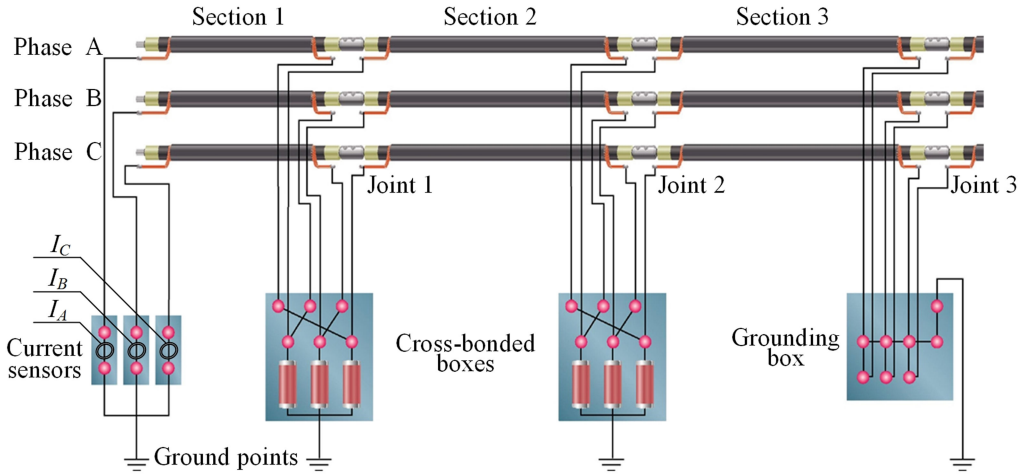 Section 1
Section 2
Section 3
Phase A
Phase B
Phase C
Joint 1
Joint 2
Joint 3
I_C
I_B
I_A
Current
sensors
Cross-bonded
boxes
Grounding
box
Ground points